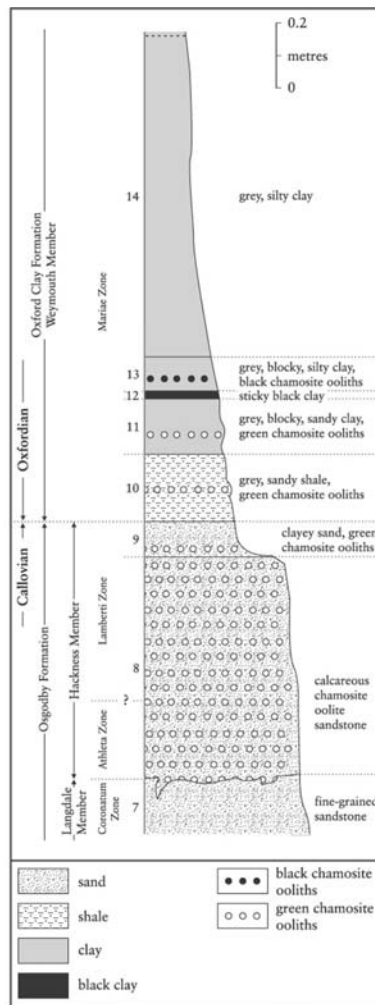 0.2
metres
0
14
grey, silty clay
Oxford Clay Formation
Weymouth Member
Mariae Zone
13
grey, blocky, silty clay,
black chamosite ooliths
12
sticky black clay
11
grey, blocky, sandy clay,
green chamosite ooliths
Oxfordian
10
grey, sandy shale,
green chamosite ooliths
9
clayey sand, green
chamosite ooliths
Callovian
Osgodby Formation
Hackness Member
Lamberti Zone
8
calcareous
chamosite
oolite
sandstone
?
Athleta Zone
Langdale
Member
Coronatum
Zone
7
fine-grained
sandstone
sand
shale
clay
black clay
black chamosite
ooliths
green chamosite
ooliths